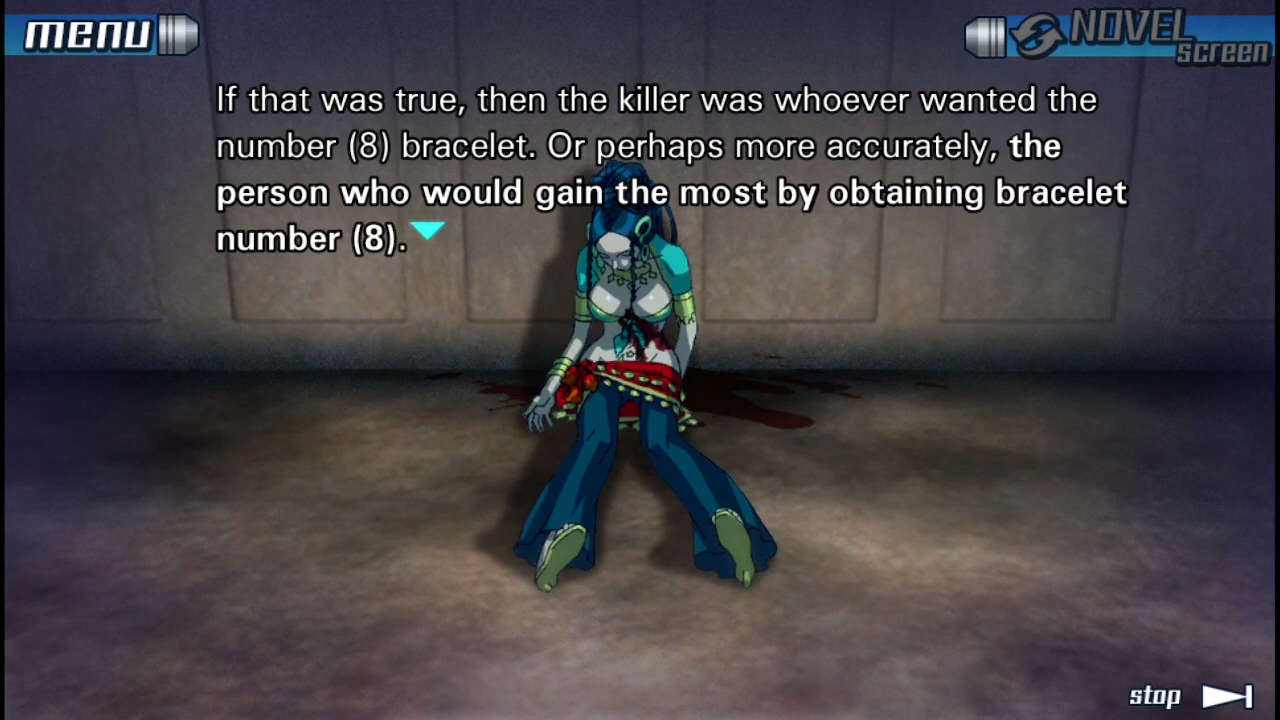 menu
NOVEL
screen
If that was true, then the killer was whoever wanted the
number (8) bracelet. Or perhaps more accurately, the
person who would gain the most by obtaining bracelet
number (8).
stop